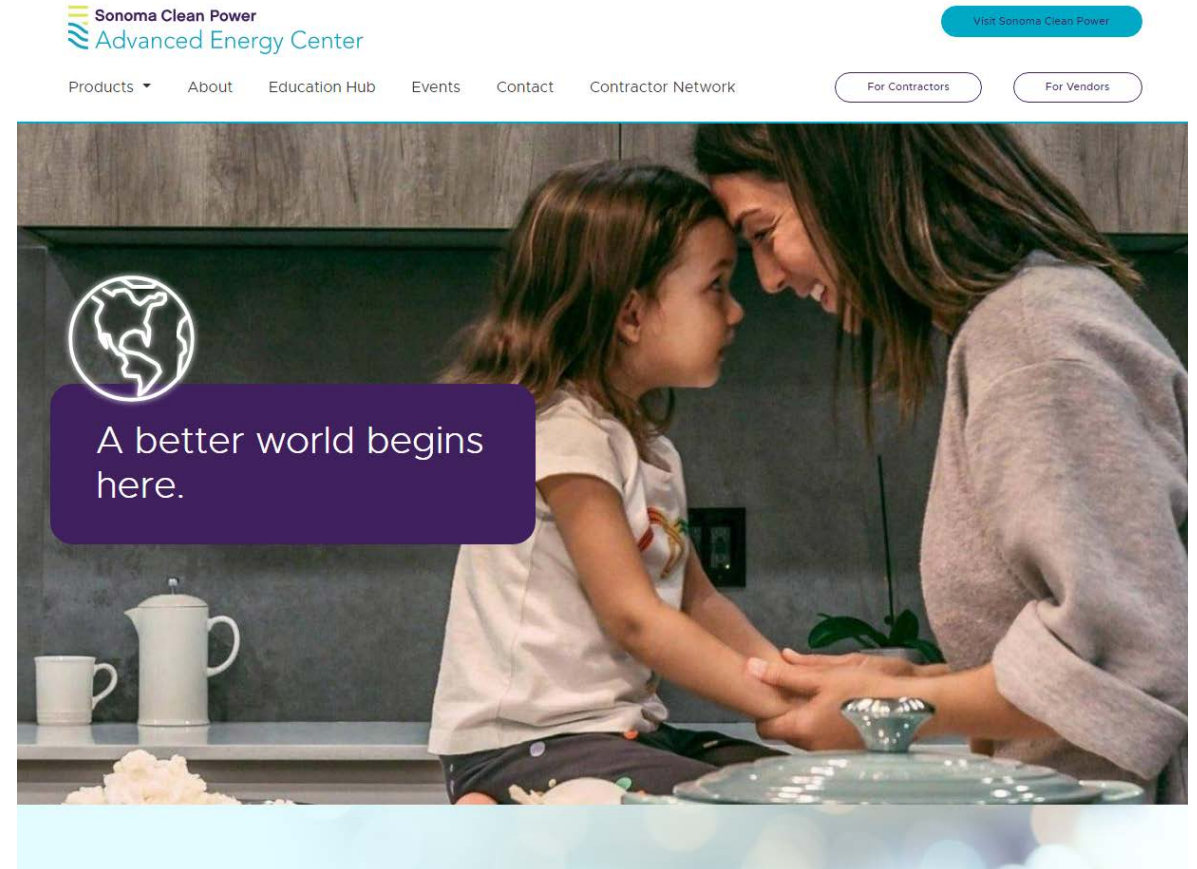 Sonoma Clean Power
Advanced Energy Center
Visit Sonoma Clean Power
Products
About
Education Hub
Events
Contact
Contractor Network
For Contractors
For Vendors
A better world begins
here.